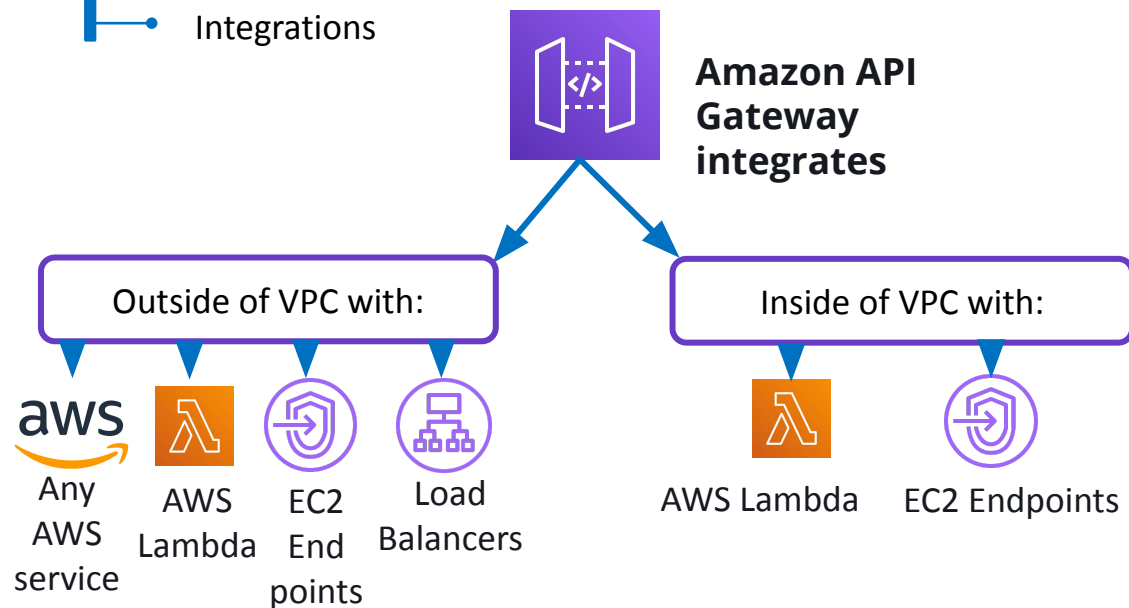 Integrations
</>
Amazon API
Gateway
integrates
Outside of VPC with:
Inside of VPC with:
aws
Any
AWS
service
AWS
Lambda
EC2
End
points
Load
Balancers
AWS Lambda
EC2 Endpoints